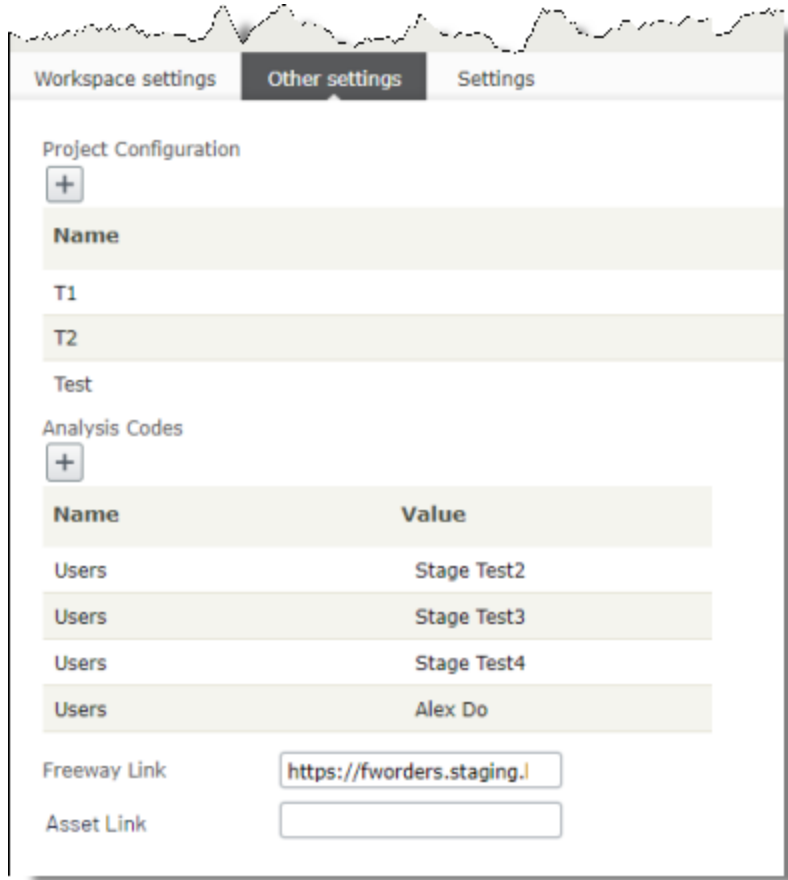 Workspace settings Other settings Settings
Project Configuration
+
Name
T1
T2
Test
Analysis Codes
+
Name Value
Users Stage Test2
Users Stage Test3
Users Stage Test4
Users Alex Do
Freeway Link https://fworders.staging.
Asset Link